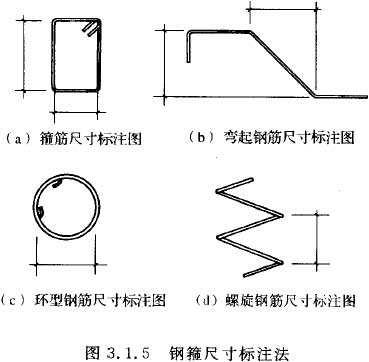 (a) 箍筋尺寸标注图
(b) 弯起钢筋尺寸标注图
(c) 环型钢筋尺寸标注图
(d) 螺旋钢筋尺寸标注图
图 3.1.5 钢箍尺寸标注法